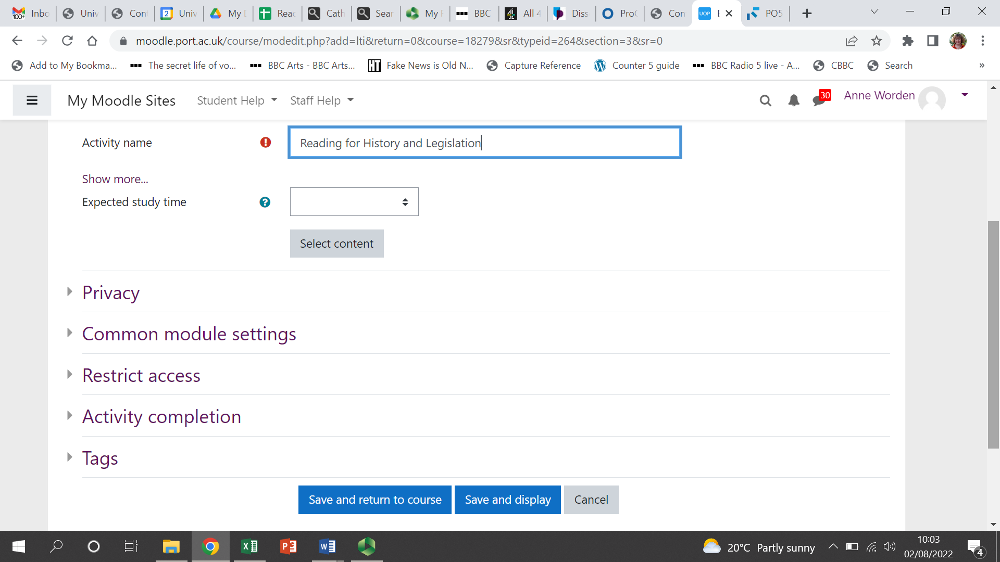 100+ Inbo Univ Con 2 Univ My Read Cath Sear My BBC All 4 Diss Pro Con UOP PO5
moodle.port.ac.uk/course/modedit.php?add=lti&return=0&course=18279&sr&typeid=264&section=3&sr=0
Add to My Bookma... The secret life of vo... BBC Arts - BBC Arts... HT Fake News is Old N... Capture Reference Counter 5 guide BBC Radio 5 live - A... CBBC Search »
My Moodle Sites Student Help Staff Help 30 Anne Worden
Activity name Reading for History and Legislation
Show more...
Expected study time
Select content
Privacy
Common module settings
Restrict access
Activity completion
Tags
Save and return to course Save and display Cancel
20°C Partly sunny 10:03
02/08/2022 4